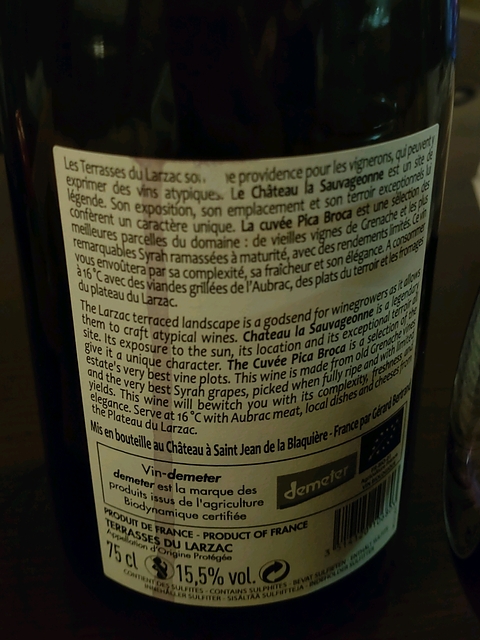 Les Terrasses du Larzac so ne providence pour les vignerons, qui peuvent
exprimer des vins atypiques. Le Château la Sauvageonne est un site de
légende. Son exposition, son emplacement et son terroir exceptionnels lui
confèrent un caractère unique. La cuvée Pica Broca est une sélection des
meilleures parcelles du domaine : de vieilles vignes de Grenache et les plus
remarquables Syrah ramassées à maturité, avec des rendements limités. Ce vin
vous envoûtera par sa complexité, sa fraîcheur et son élégance. A consommer
à 16°C avec des viandes grillées de l'Aubrac, des plats du terroir et les fromages
du plateau du Larzac.
The Larzac terraced landscape is a godsend for winegrowers as it allows
them to craft atypical wines. Chateau la Sauvageonne is a legendary
site. Its exposure to the sun, its location and its exceptional terroir all
give it a unique character. The Cuvée Pica Broca is a selection of the
estate's very best vine plots. This wine is made from old Grenache vines
and the very best Syrah grapes, picked when fully ripe and with limited
yields. This wine will bewitch you with its complexity, freshness and
elegance. Serve at 16°C with Aubrac meat, local dishes and cheeses from
the Plateau du Larzac.
Mis en bouteille au Château à Saint Jean de la Blaquière - France par Gérard Bertrand
Vin-demeter
demeter est la marque des
produits issus de l'agriculture
Biodynamique certifiée
demeter
PRODUIT DE FRANCE - PRODUCT OF FRANCE
TERRASSES DU LARZAC
Appellation d'Origine Protégée
75 cl 15,5% vol.
CONTIENT DES SULFITES - CONTAINS SULPHITES
INNEHÅLLER SULFITER - SISÄLTÄÄ SULFIITTEJA